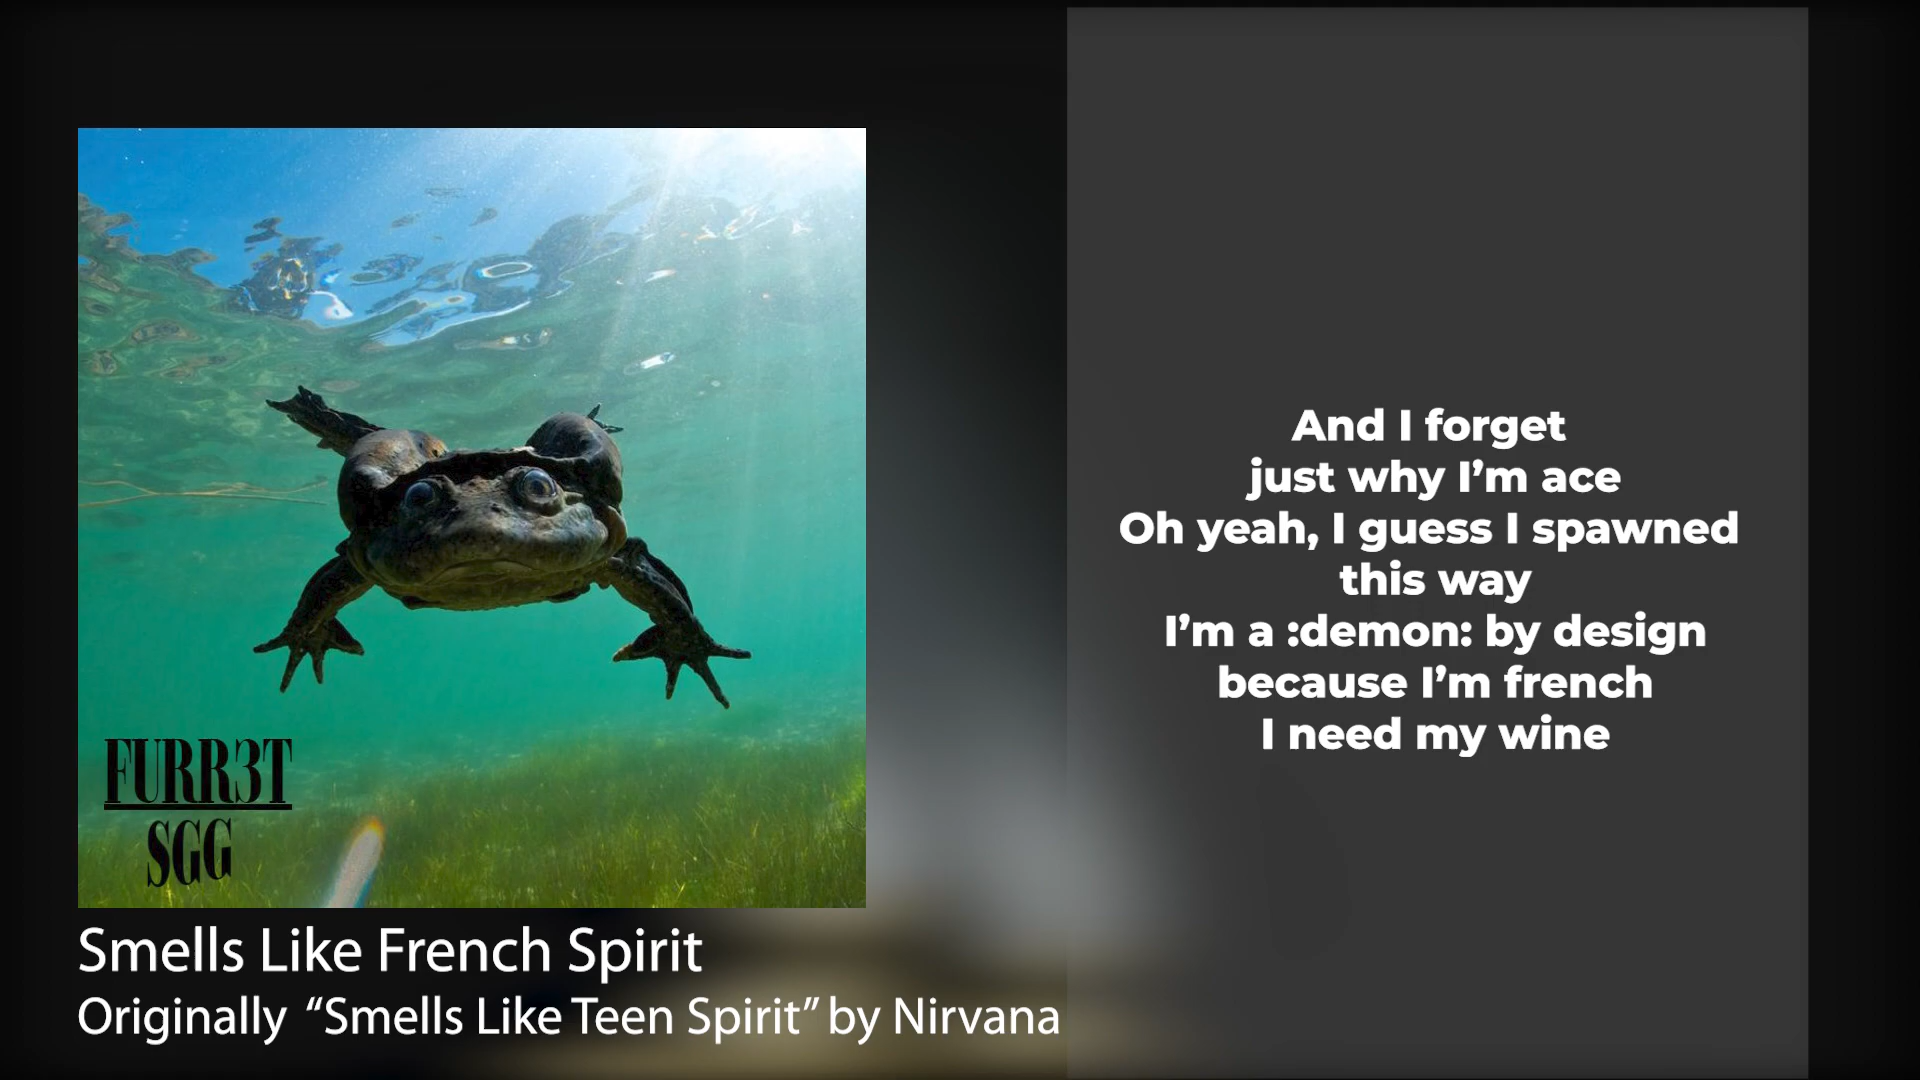 FURR3T
SGG
Smells Like French Spirit
Originally “Smells Like Teen Spirit” by Nirvana
And I forget
just why I’m ace
Oh yeah, I guess I spawned
this way
I’m a :demon: by design
because I’m french
I need my wine